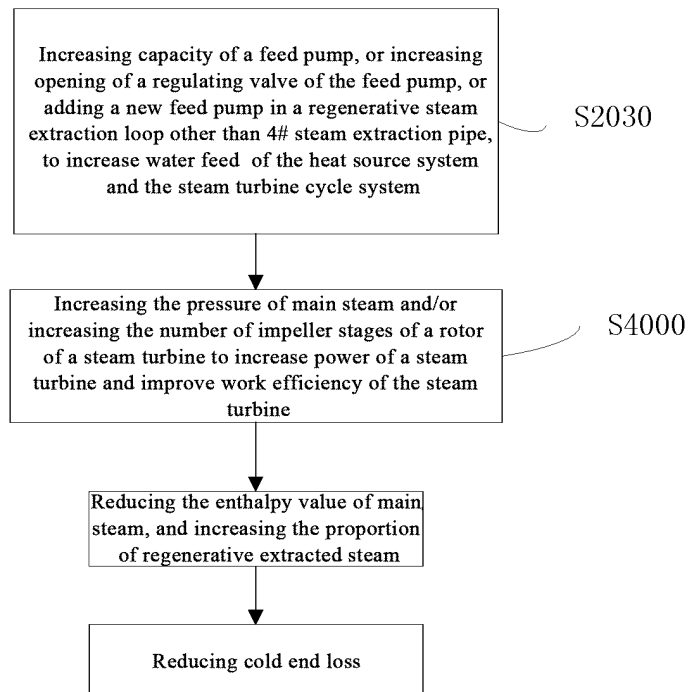 Increasing capacity of a feed pump, or increasing
opening of a regulating valve of the feed pump, or
adding a new feed pump in a regenerative steam
extraction loop other than 4# steam extraction pipe,
to increase water feed of the heat source system
and the steam turbine cycle system
S2030
Increasing the pressure of main steam and/or
increasing the number of impeller stages of a rotor
of a steam turbine to increase power of a steam
turbine and improve work efficiency of the steam
turbine
S4000
Reducing the enthalpy value of main
steam, and increasing the proportion
of regenerative extracted steam
Reducing cold end loss